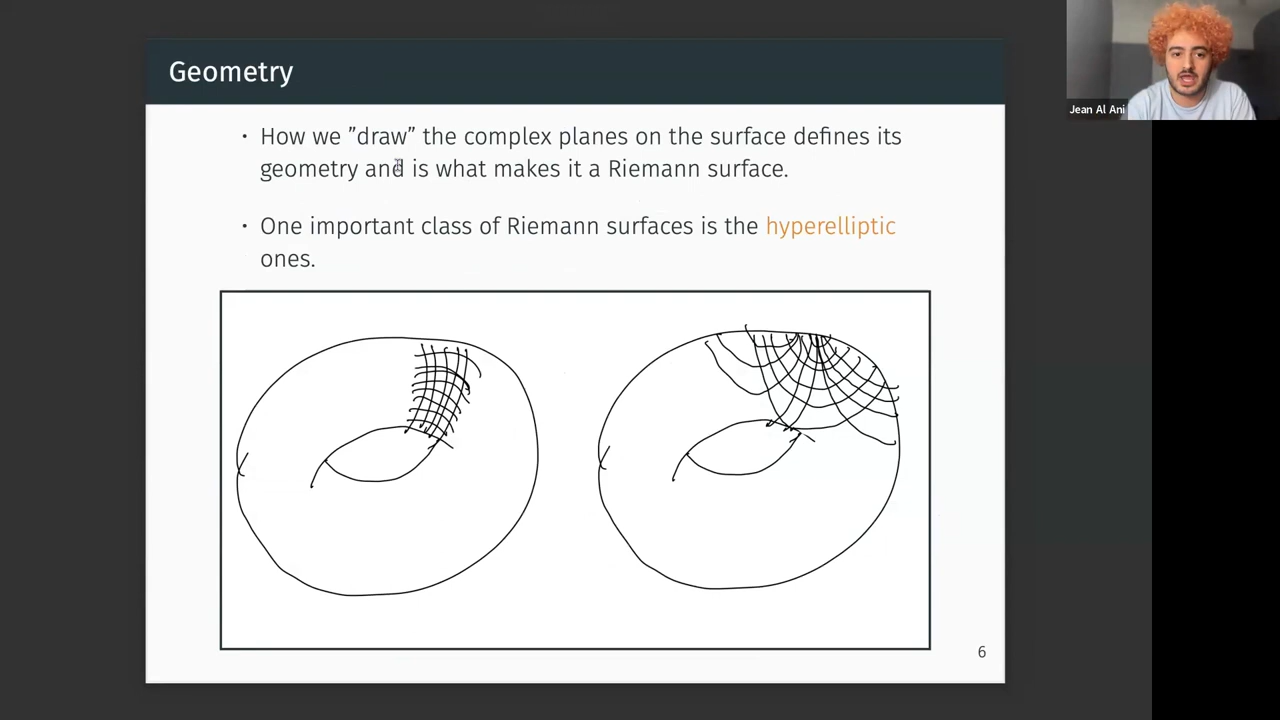 Geometry
Jean Al Ani
• How we ”draw” the complex planes on the surface defines its
geometry and is what makes it a Riemann surface.
• One important class of Riemann surfaces is the hyperelliptic
ones.
6